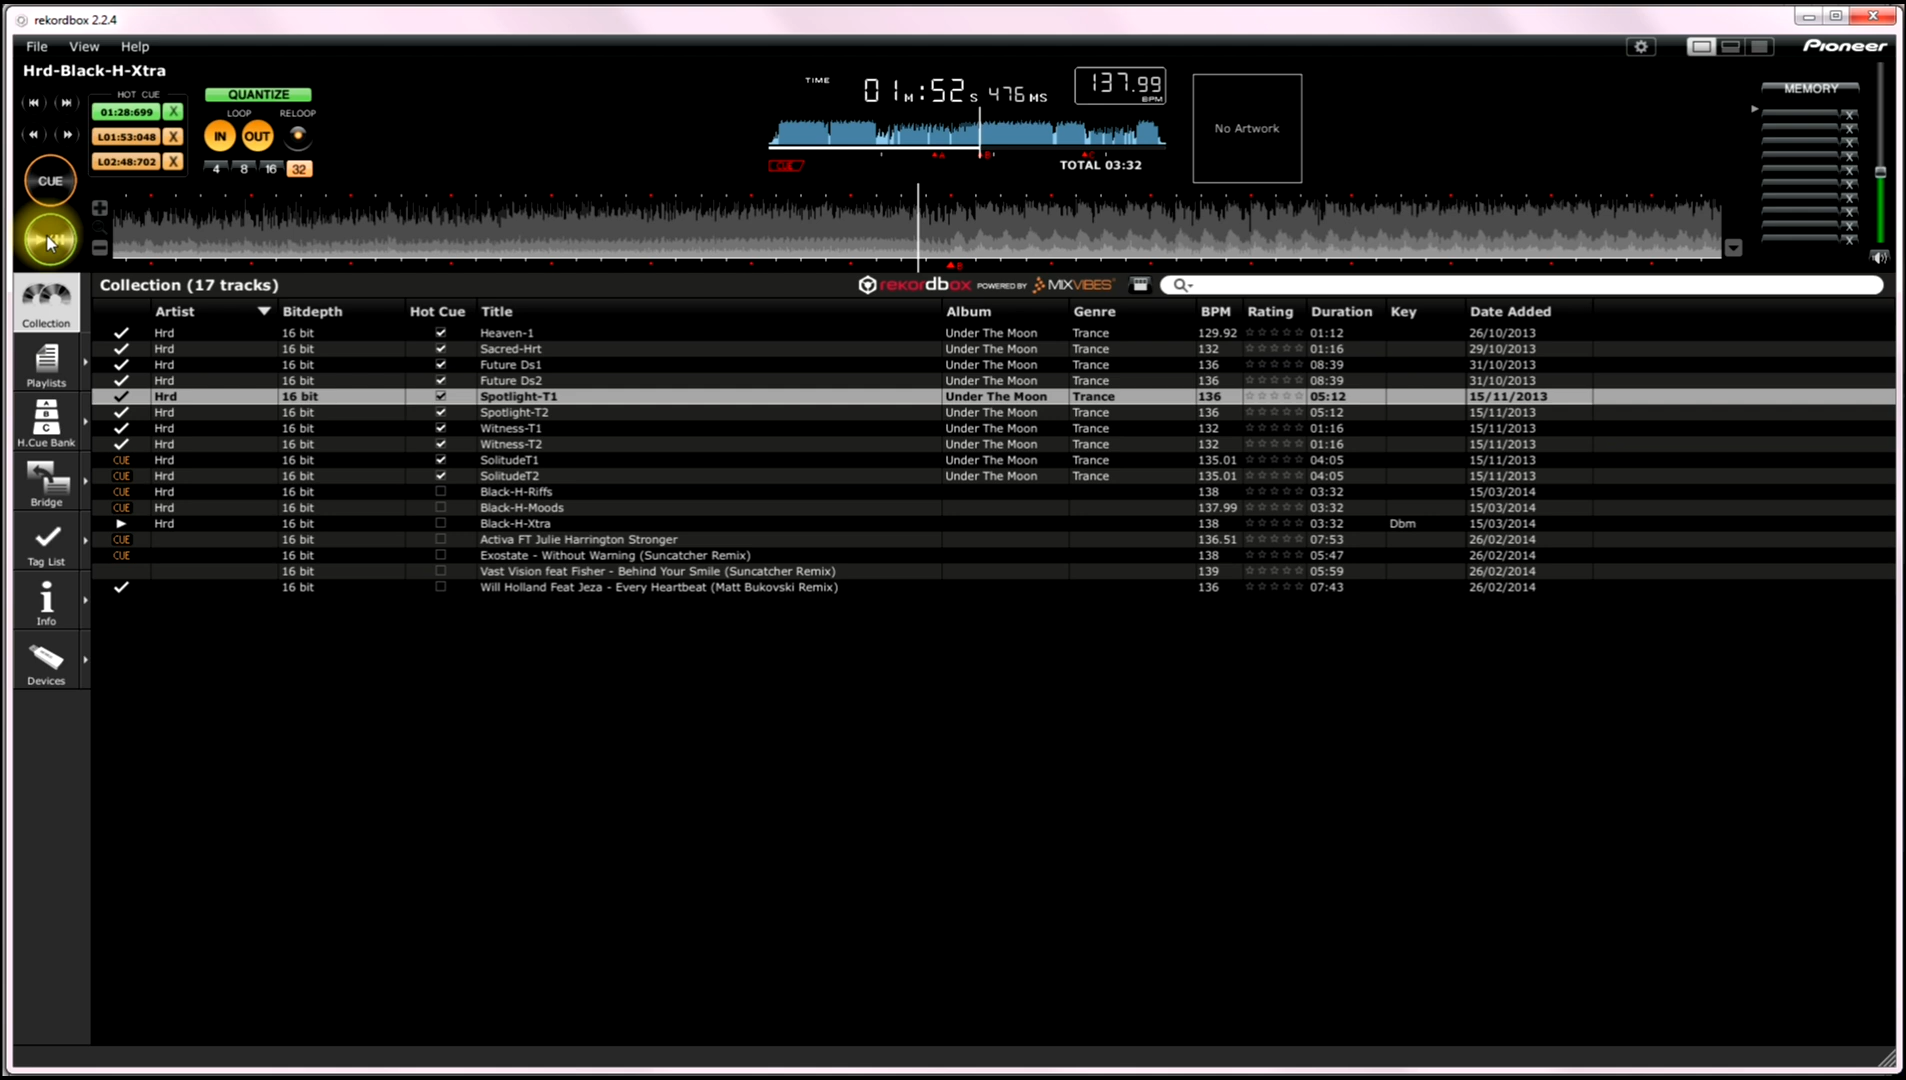 rekordbox 2.2.4
File View Help
Pioneer
Hrd-Black-H-Xtra
HOT CUE
01:28:699 X
L01:53:048 X
L02:48:702 X
QUANTIZE
LOOP RELOOP
IN OUT
4 8 16 32
CUE
TIME 01M:52S 476MS
137.99
BPM
TOTAL 03:32
No Artwork
MEMORY
Collection (17 tracks)
rekordbox POWERED BY MIXVIBES
Artist Bitdepth Hot Cue Title Album Genre BPM Rating Duration Key Date Added
Hrd 16 bit Heaven-1 Under The Moon Trance 129.92 01:12 26/10/2013
Hrd 16 bit Sacred-Hrt Under The Moon Trance 132 01:16 29/10/2013
Hrd 16 bit Future Ds1 Under The Moon Trance 136 08:39 31/10/2013
Hrd 16 bit Future Ds2 Under The Moon Trance 136 08:39 31/10/2013
Hrd 16 bit Spotlight-T1 Under The Moon Trance 136 05:12 15/11/2013
Hrd 16 bit Spotlight-T2 Under The Moon Trance 136 05:12 15/11/2013
Hrd 16 bit Witness-T1 Under The Moon Trance 132 01:16 15/11/2013
Hrd 16 bit Witness-T2 Under The Moon Trance 132 01:16 15/11/2013
CUE Hrd 16 bit SolitudeT1 Under The Moon Trance 135.01 04:05 15/11/2013
CUE Hrd 16 bit SolitudeT2 Under The Moon Trance 135.01 04:05 15/11/2013
CUE Hrd 16 bit Black-H-Riffs 138 03:32 15/03/2014
CUE Hrd 16 bit Black-H-Moods 137.99 03:32 15/03/2014
Hrd 16 bit Black-H-Xtra 138 03:32 Dbm 15/03/2014
CUE 16 bit Activa FT Julie Harrington Stronger 136.51 07:53 26/02/2014
CUE 16 bit Exostate - Without Warning (Suncatcher Remix) 138 05:47 26/02/2014
16 bit Vast Vision feat Fisher - Behind Your Smile (Suncatcher Remix) 139 05:59 26/02/2014
16 bit Will Holland Feat Jeza - Every Heartbeat (Matt Bukovski Remix) 136 07:43 26/02/2014
Collection
Playlists
A
B
C
H.Cue Bank
Bridge
Tag List
Info
Devices